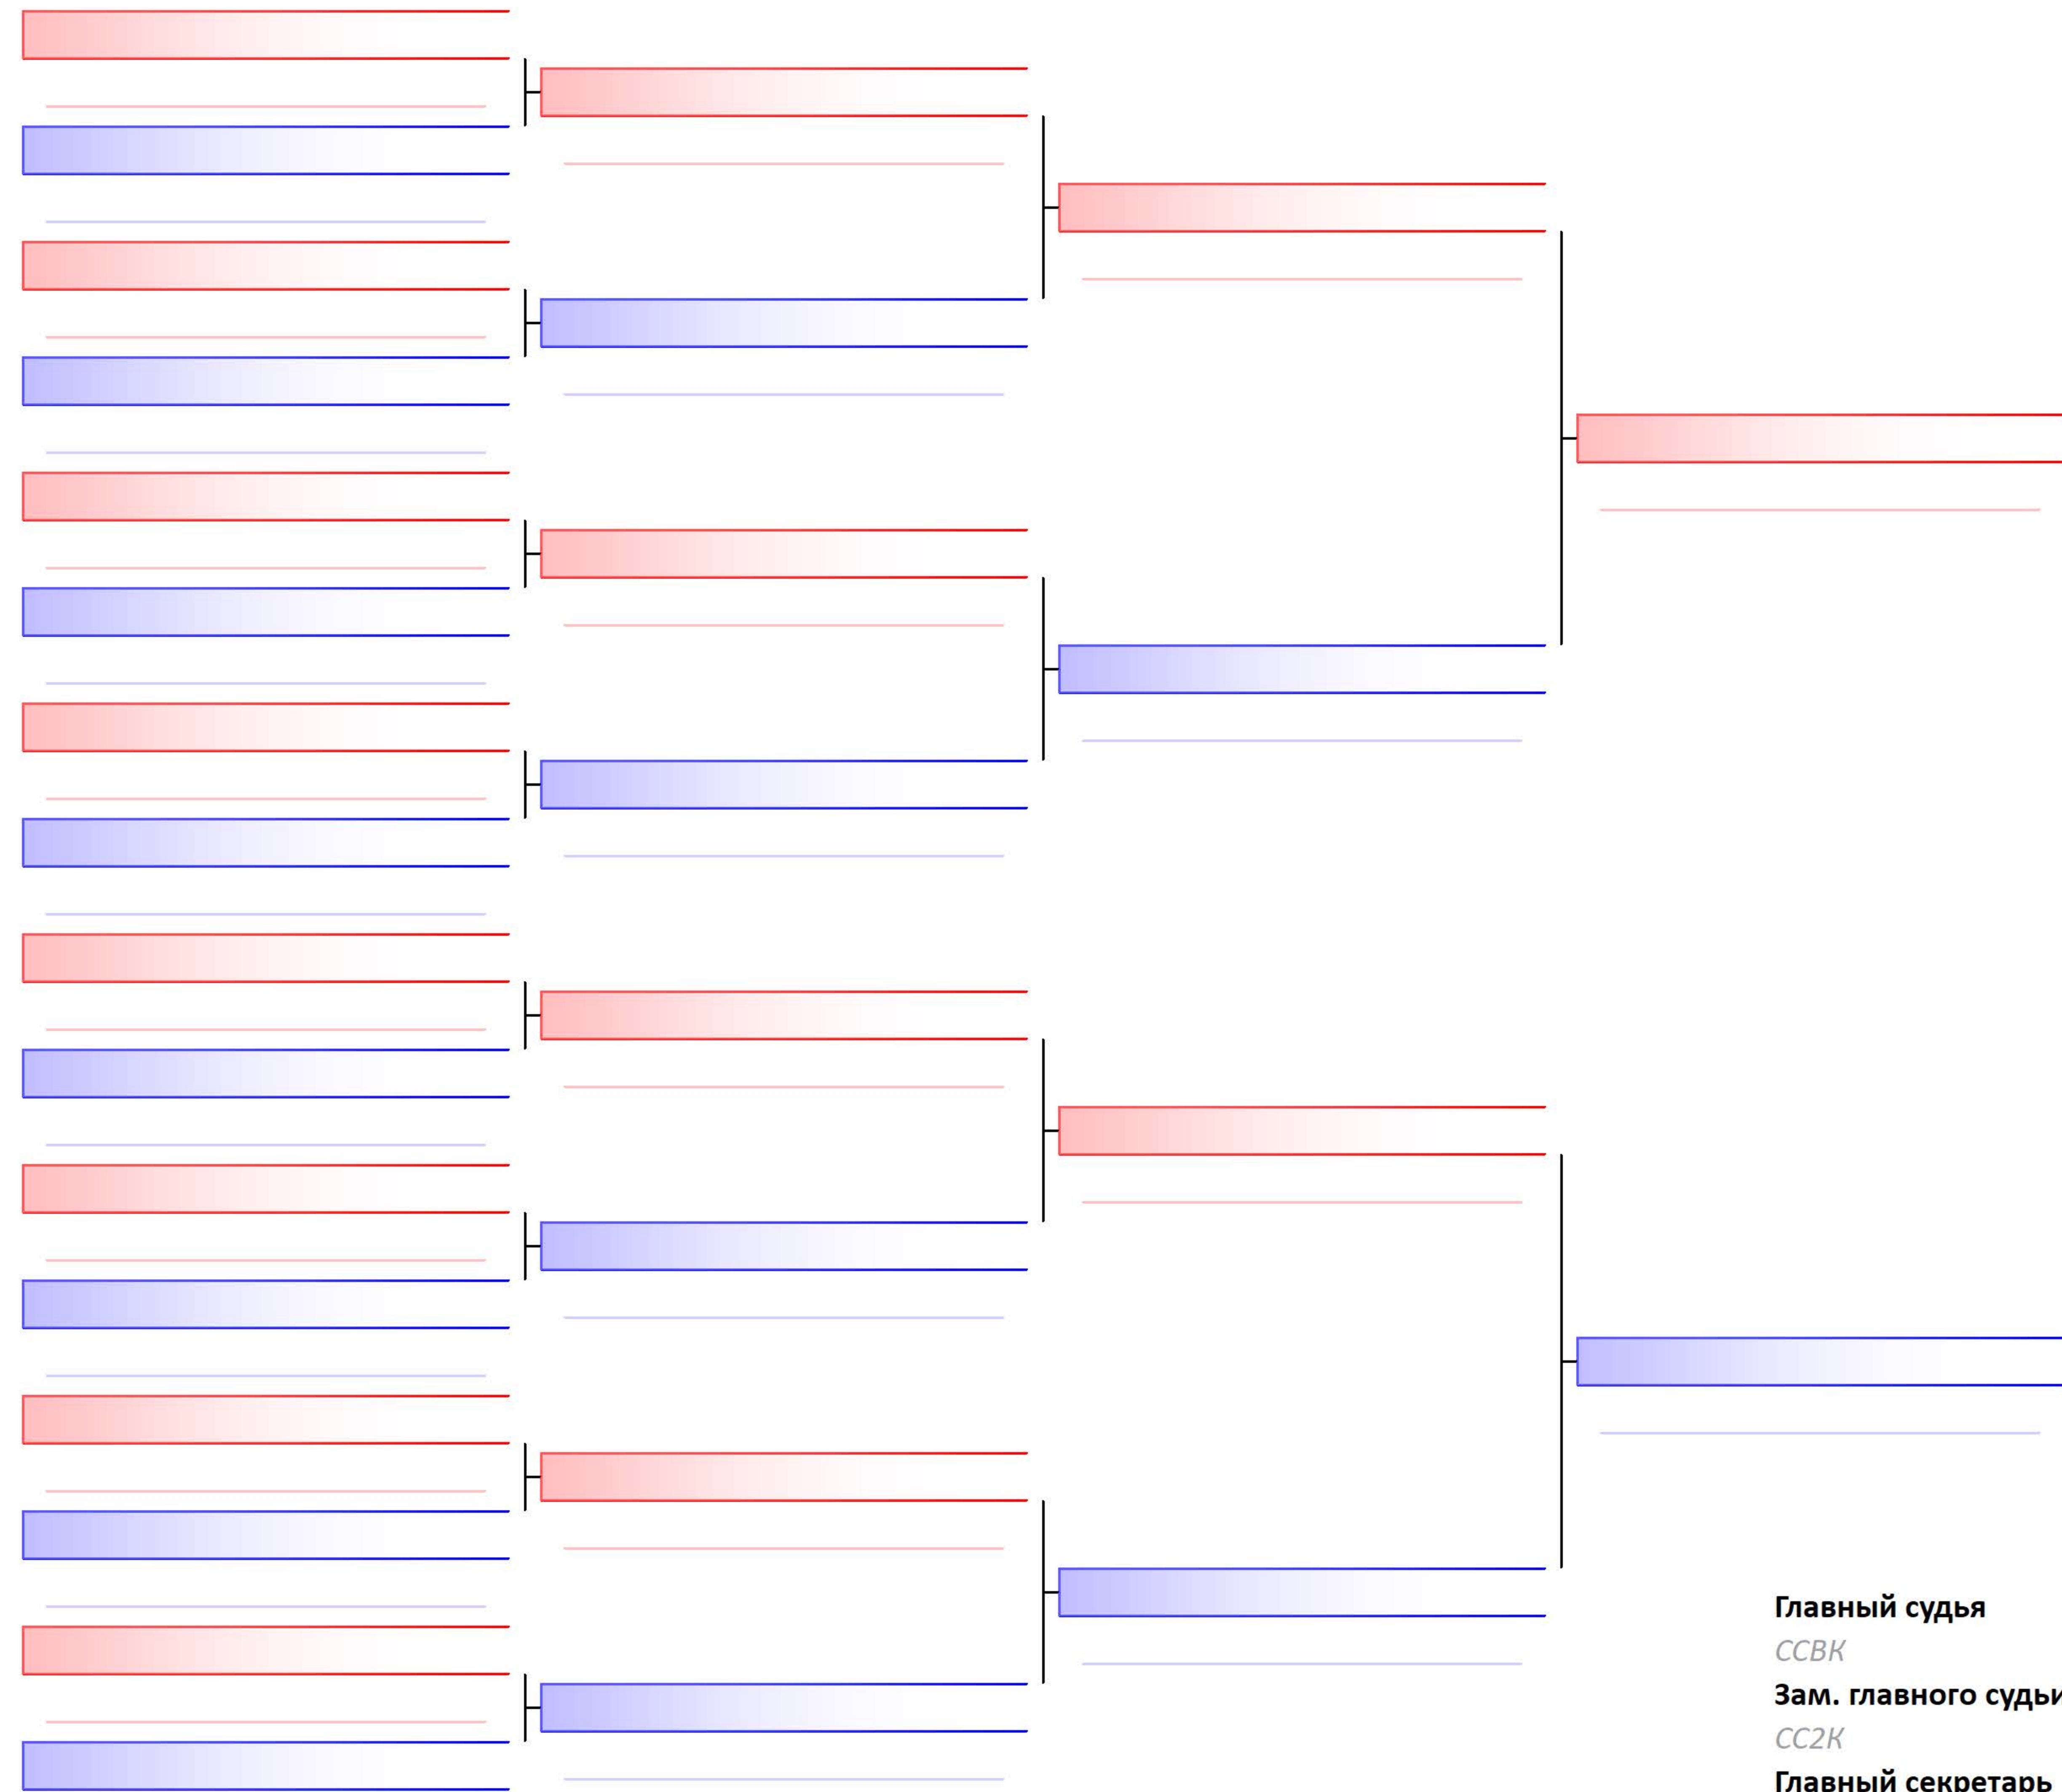 Главный судья
ССВК
Зам. главного судьи
СС2К
Главный секретарь